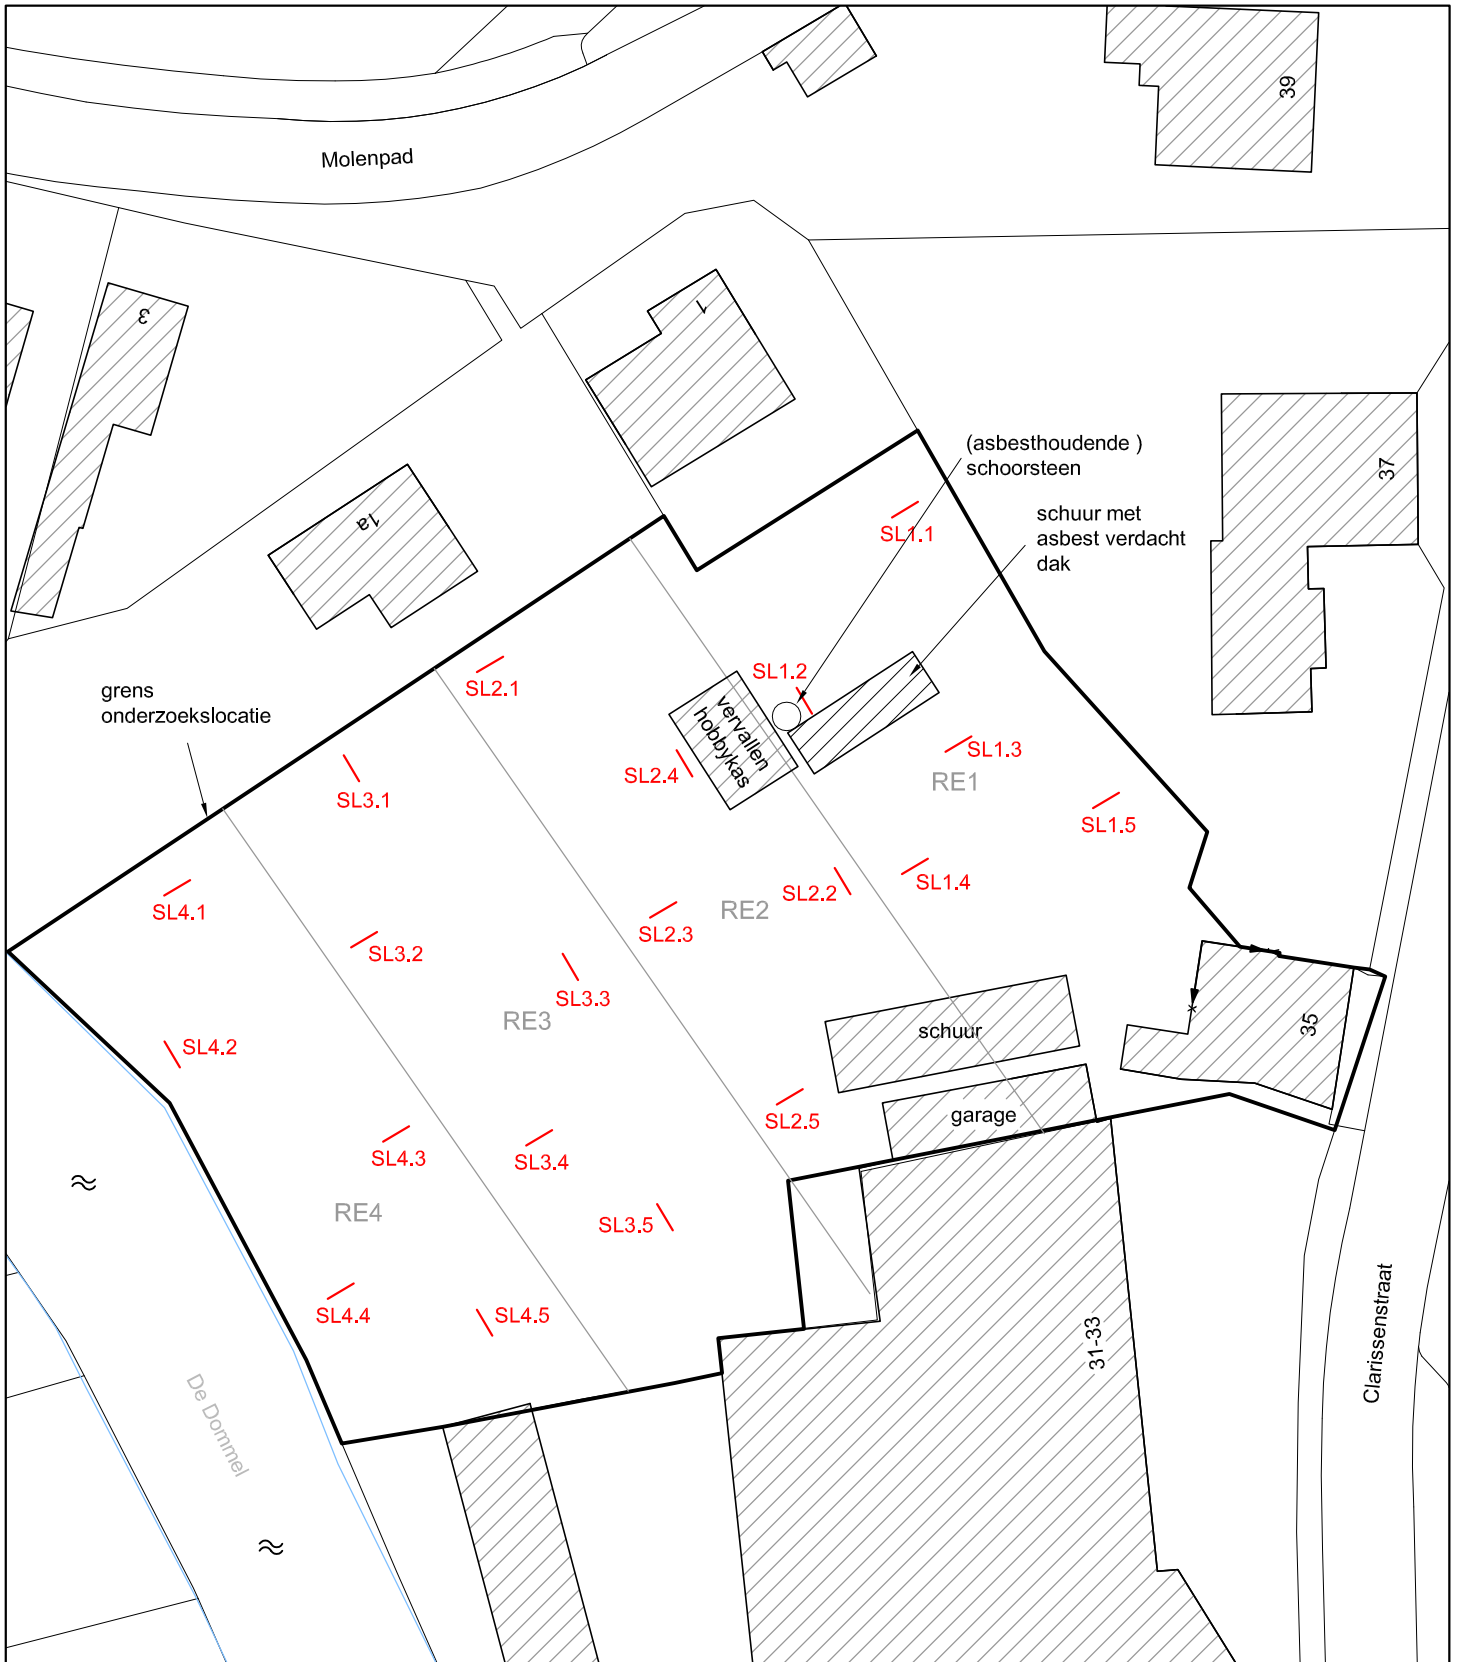 39
Molenpad
3
1
(asbesthoudende )
schoorsteen
37
1a
schuur met
asbest verdacht
dak
SL1.1
SL1.2
SL2.1
grens
onderzoekslocatie
vervallen
hobbykas
SL1.3
SL2.4
RE1
SL3.1
SL1.5
SL1.4
SL2.2
SL4.1
RE2
SL2.3
SL3.2
SL3.3
RE3
35
schuur
SL4.2
garage
SL2.5
SL4.3
SL3.4
≈
RE4
SL3.5
SL4.4
SL4.5
31-33
Clarissenstraat
De Dommel
≈